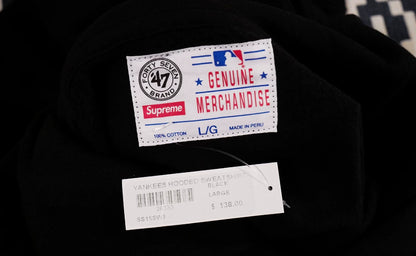 FORTY SEVEN
'47
BRAND
Supreme
GENUINE
MERCHANDISE
100% COTTON
L/G
MADE IN PERU
YANKEES HOODED SWEATSHIRT
BLACK
LARGE
$ 138.00